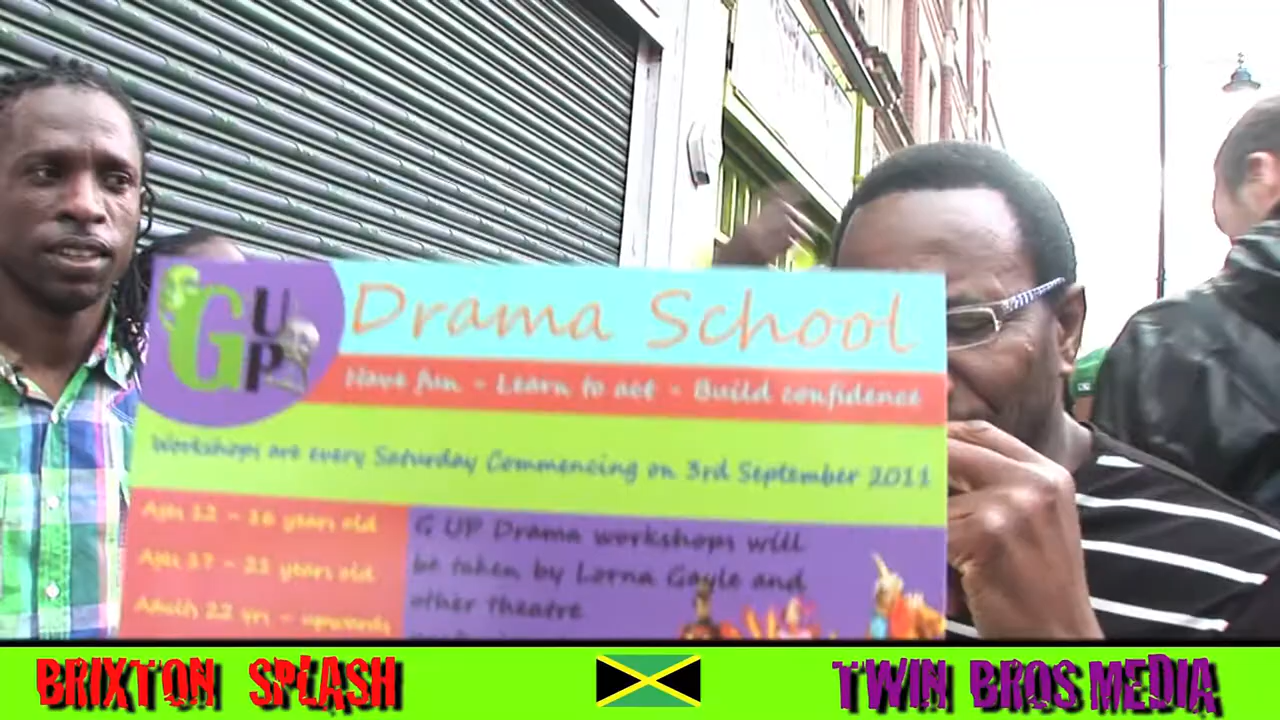 G UP
Drama School
Have fun - Learn to act - Build confidence
Workshops are every Saturday Commencing on 3rd September 2011
Ages 12 - 16 years old
Ages 17 - 21 years old
Adults 22 yrs - upwards
G UP Drama workshops will
be taken by Lorna Gayle and
other theatre
BRIXTON SPLASH
TWIN BROS MEDIA